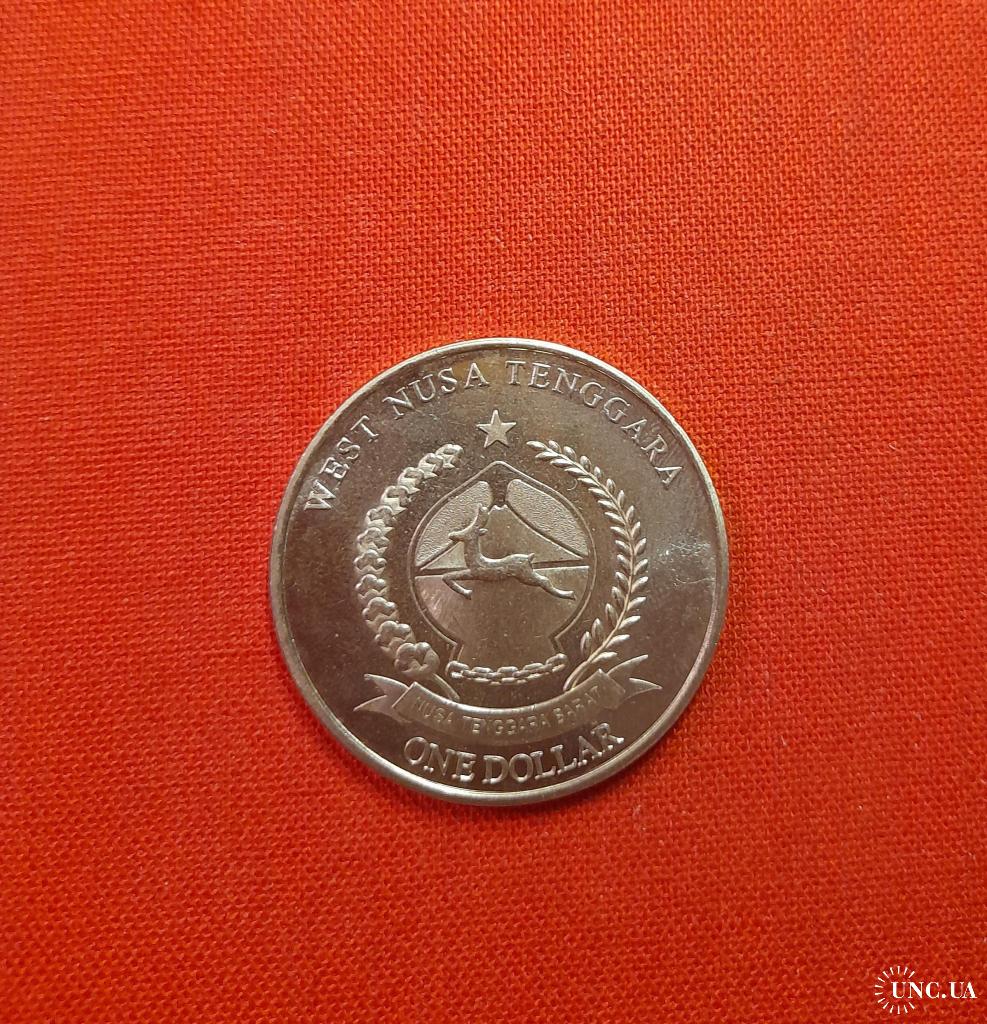 WEST NUSA TENGGARA
NUSA TENGGARA BARAT
ONE DOLLAR
UNC.UA